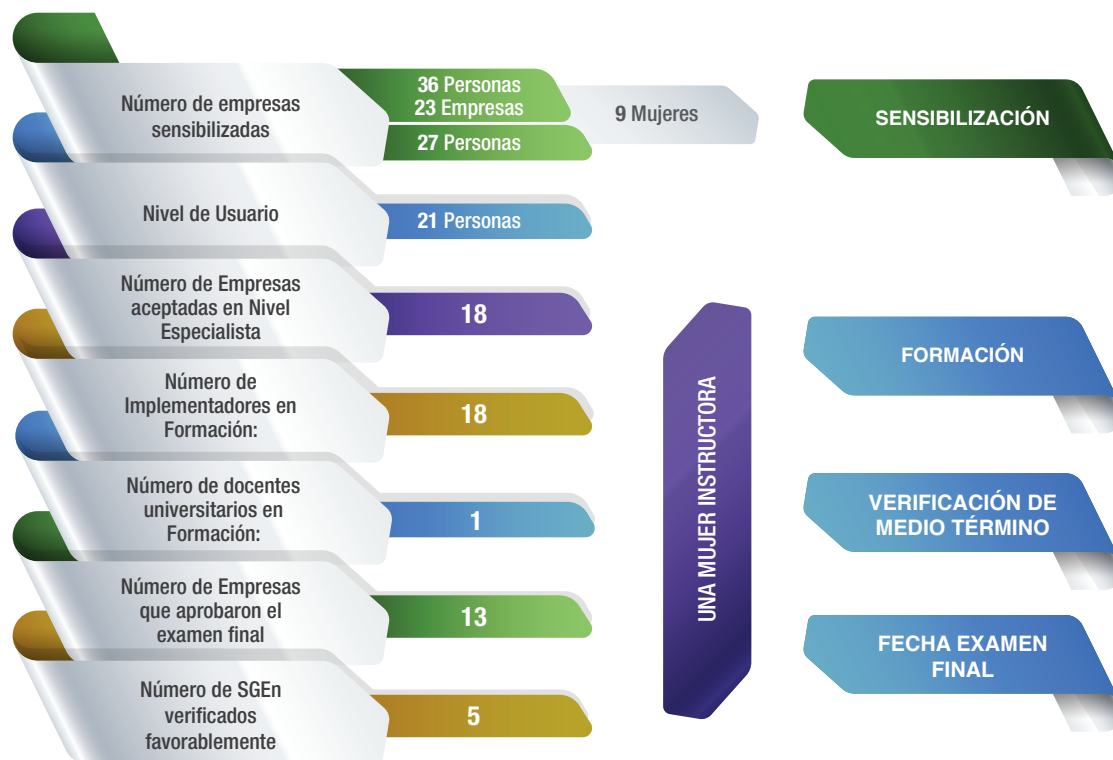 Número de empresas
sensibilizadas
36 Personas
23 Empresas
27 Personas
9 Mujeres
SENSIBILIZACIÓN
Nivel de Usuario
21 Personas
Número de Empresas
aceptadas en Nivel
Especialista
18
Número de
Implementadores en
Formación:
18
Número de docentes
universitarios en
Formación:
1
Número de Empresas
que aprobaron el
examen final
13
Número de SGEn
verificados
favorablemente
5
UNA MUJER INSTRUCTORA
FORMACIÓN
VERIFICACIÓN DE
MEDIO TÉRMINO
FECHA EXAMEN
FINAL